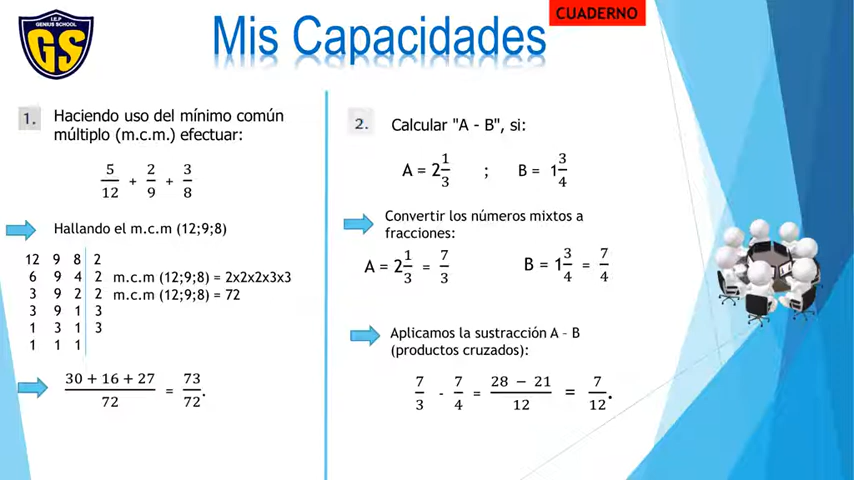 I.E.P
GENIUS SCHOOL
GS
Mis Capacidades
CUADERNO
1.
Haciendo uso del mínimo común
múltiplo (m.c.m.) efectuar:
5/12 + 2/9 + 3/8
Hallando el m.c.m (12;9;8)
12 9 8 | 2
6 9 4 | 2 m.c.m (12;9;8) = 2x2x2x3x3
3 9 2 | 2 m.c.m (12;9;8) = 72
3 9 1 | 3
1 3 1 | 3
1 1 1
(30 + 16 + 27)/72 = 73/72.
2.
Calcular "A - B", si:
A = 2 1/3 ; B = 1 3/4
Convertir los números mixtos a
fracciones:
A = 2 1/3 = 7/3 B = 1 3/4 = 7/4
Aplicamos la sustracción A – B
(productos cruzados):
7/3 - 7/4 = (28 − 21)/12 = 7/12.